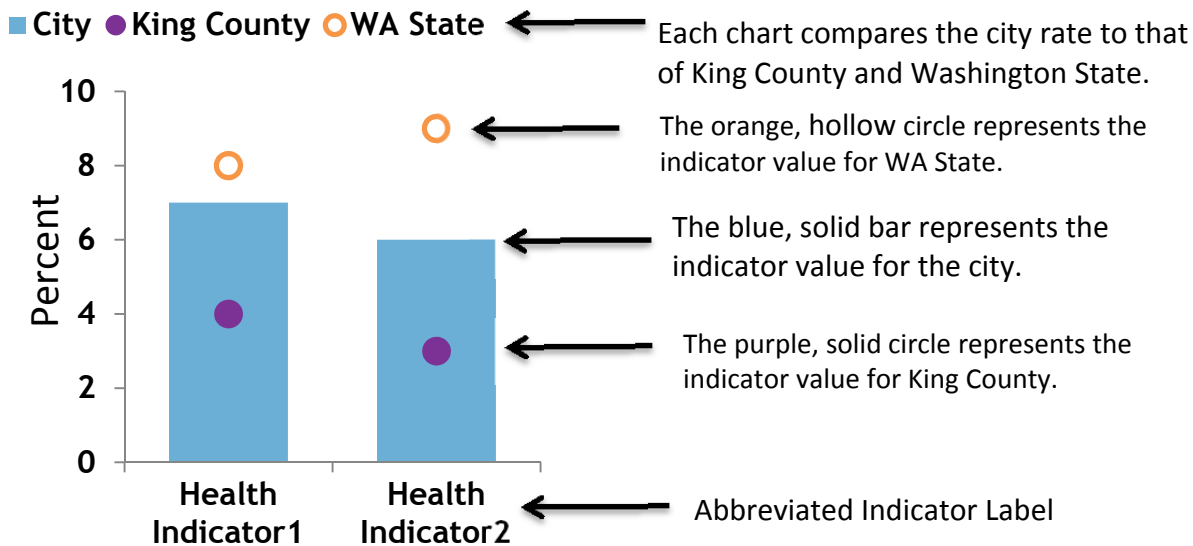 City King County WA State
Each chart compares the city rate to that
of King County and Washington State.
10
8
6
4
2
0
Percent
The orange, hollow circle represents the
indicator value for WA State.
The blue, solid bar represents the
indicator value for the city.
The purple, solid circle represents the
indicator value for King County.
Health
Indicator1
Health
Indicator2
Abbreviated Indicator Label